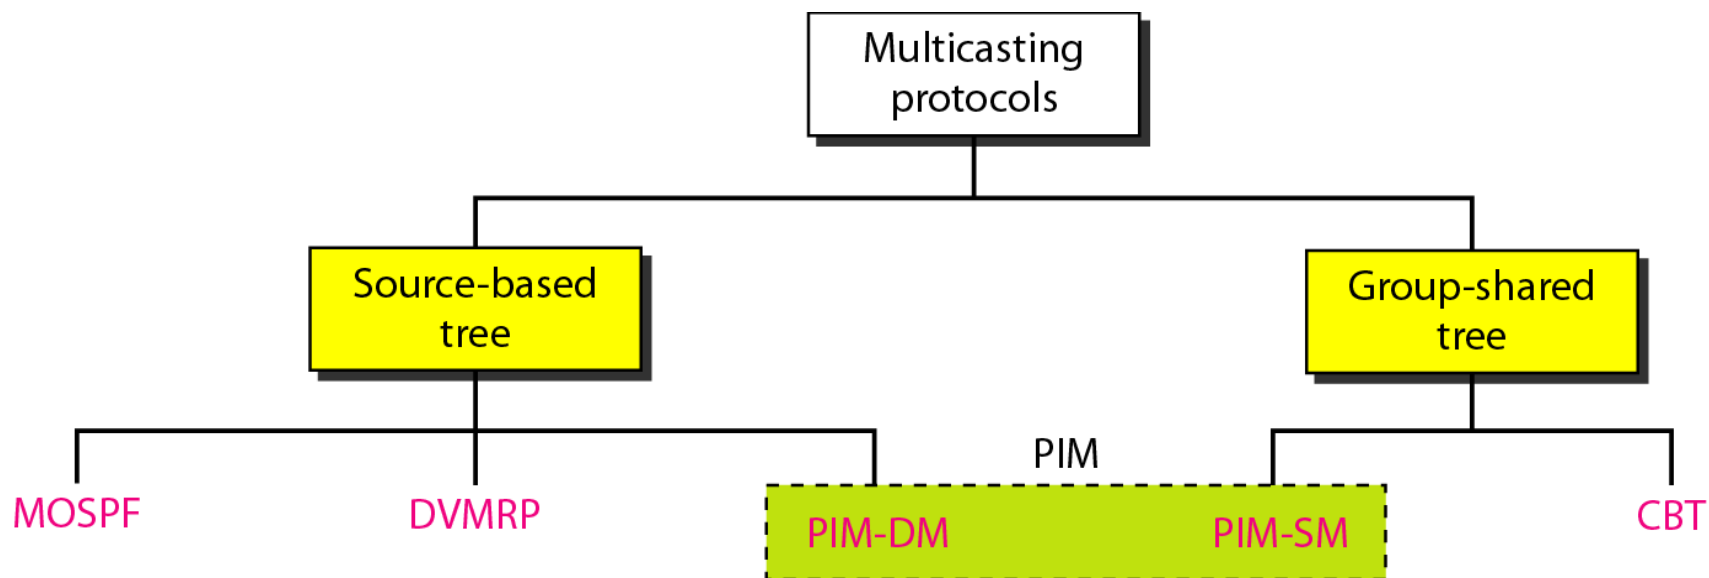 Multicasting
protocols
Source-based
tree
Group-shared
tree
PIM
MOSPF
DVMRP
PIM-DM
PIM-SM
CBT